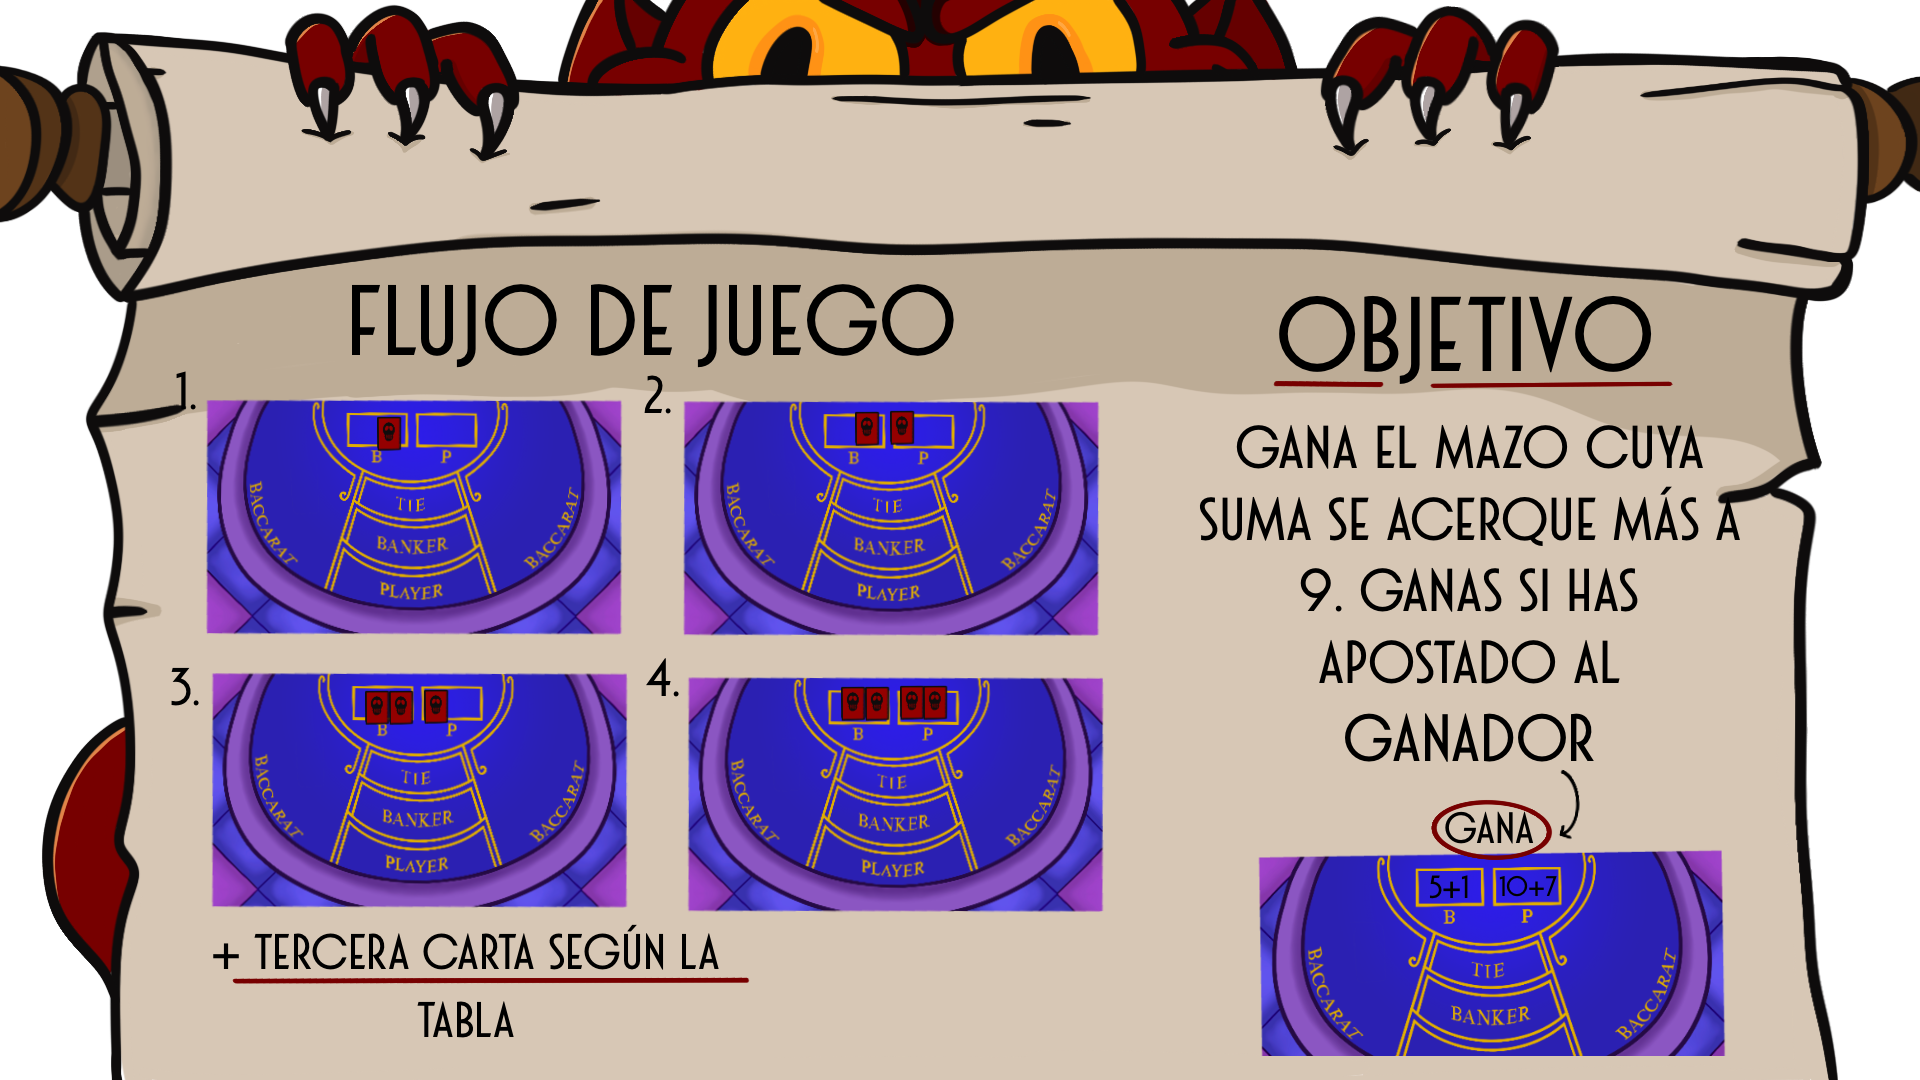 FLUJO DE JUEGO
1.
B P
TIE
BANKER
PLAYER
BACCARAT
BACCARAT
2.
B P
TIE
BANKER
PLAYER
BACCARAT
BACCARAT
3.
B P
TIE
BANKER
PLAYER
BACCARAT
BACCARAT
4.
B P
TIE
BANKER
PLAYER
BACCARAT
BACCARAT
+ TERCERA CARTA SEGÚN LA
TABLA
OBJETIVO
GANA EL MAZO CUYA
SUMA SE ACERQUE MÁS A
9. GANAS SI HAS
APOSTADO AL
GANADOR
GANA
5+1 10+7
B P
TIE
BANKER
BACCARAT
BACCARAT